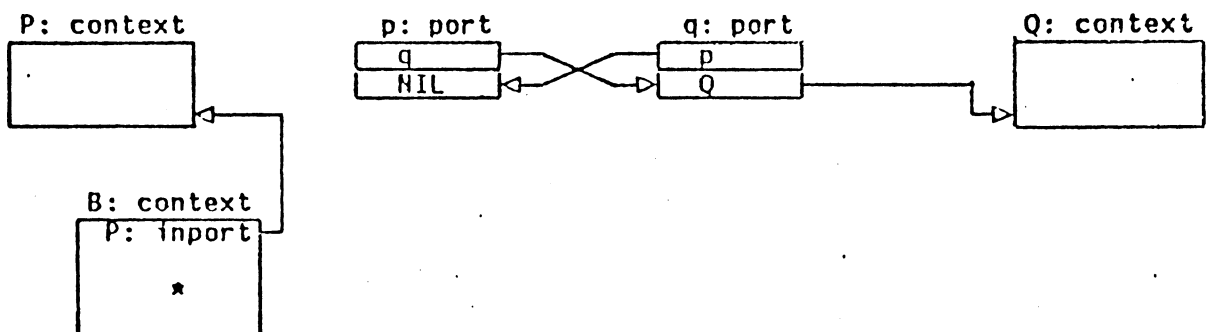 P: context
p: port
q: port
Q: context
q
p
NIL
Q
B: context
P: inport
*